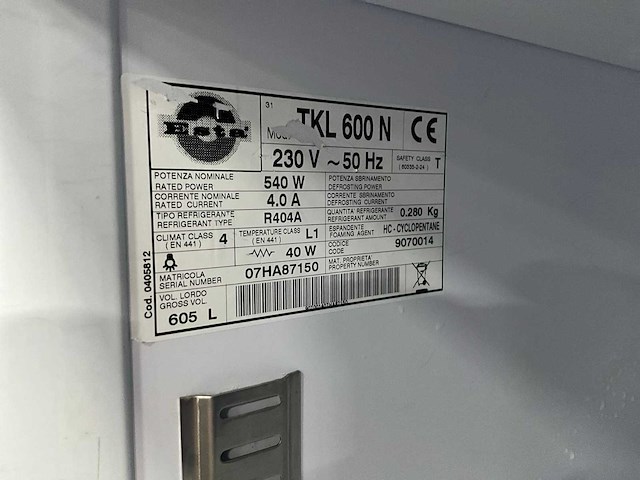 Esta
31
TKL 600 N
CE
230 V ~ 50 Hz
SAFETY CLASS
(60335-2-24)
T
POTENZA NOMINALE
RATED POWER
540 W
POTENZA SBRINAMENTO
DEFROSTING POWER
CORRENTE NOMINALE
RATED CURRENT
4.0 A
CORRENTE SBRINAMENTO
DEFROSTING CURRENT
TIPO REFRIGERANTE
REFRIGERANT TYPE
R404A
QUANTITA' REFRIGERANTE
REFRIGERANT AMOUNT
0.280 Kg
CLIMAT CLASS
(EN 441)
4
TEMPERATURE CLASS
(EN 441)
L1
ESPANDENTE
FOAMING AGENT
HC - CYCLOPENTANE
40 W
CODICE
CODE
9070014
MATRICOLA
SERIAL NUMBER
07HA87150
MAT. PROPRIETA
PROPERTY NUMBER
VOL. LORDO
GROSS VOL.
605 L
Cod. 0405812